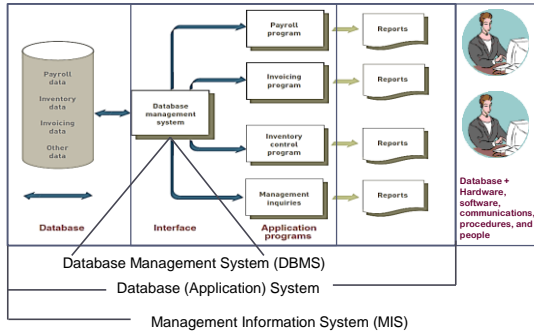 Payroll
data
Inventory
data
Invoicing
data
Other
data
Database
management
system
Payroll
program
Invoicing
program
Inventory
control
program
Management
inquiries
Reports
Reports
Reports
Reports
Database
Interface
Application
programs
Database +
Hardware,
software,
communications,
procedures, and
people
Database Management System (DBMS)
Database (Application) System
Management Information System (MIS)